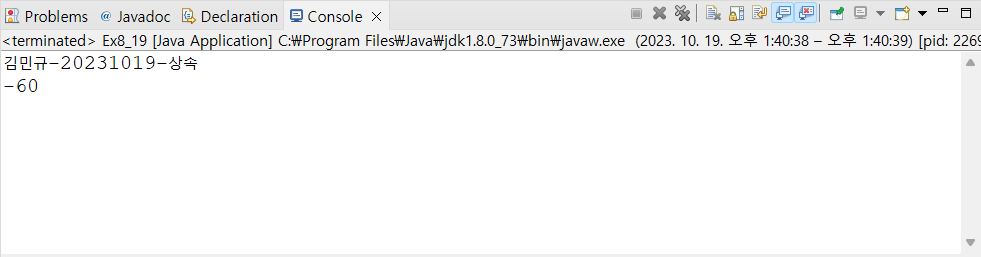 Problems @ Javadoc Declaration Console
<terminated> Ex8_19 [Java Application] C:₩Program Files₩Java₩jdk1.8.0_73₩bin₩javaw.exe (2023. 10. 19. 오후 1:40:38 – 오후 1:40:39) [pid: 2269
김민규-20231019-상속
-60